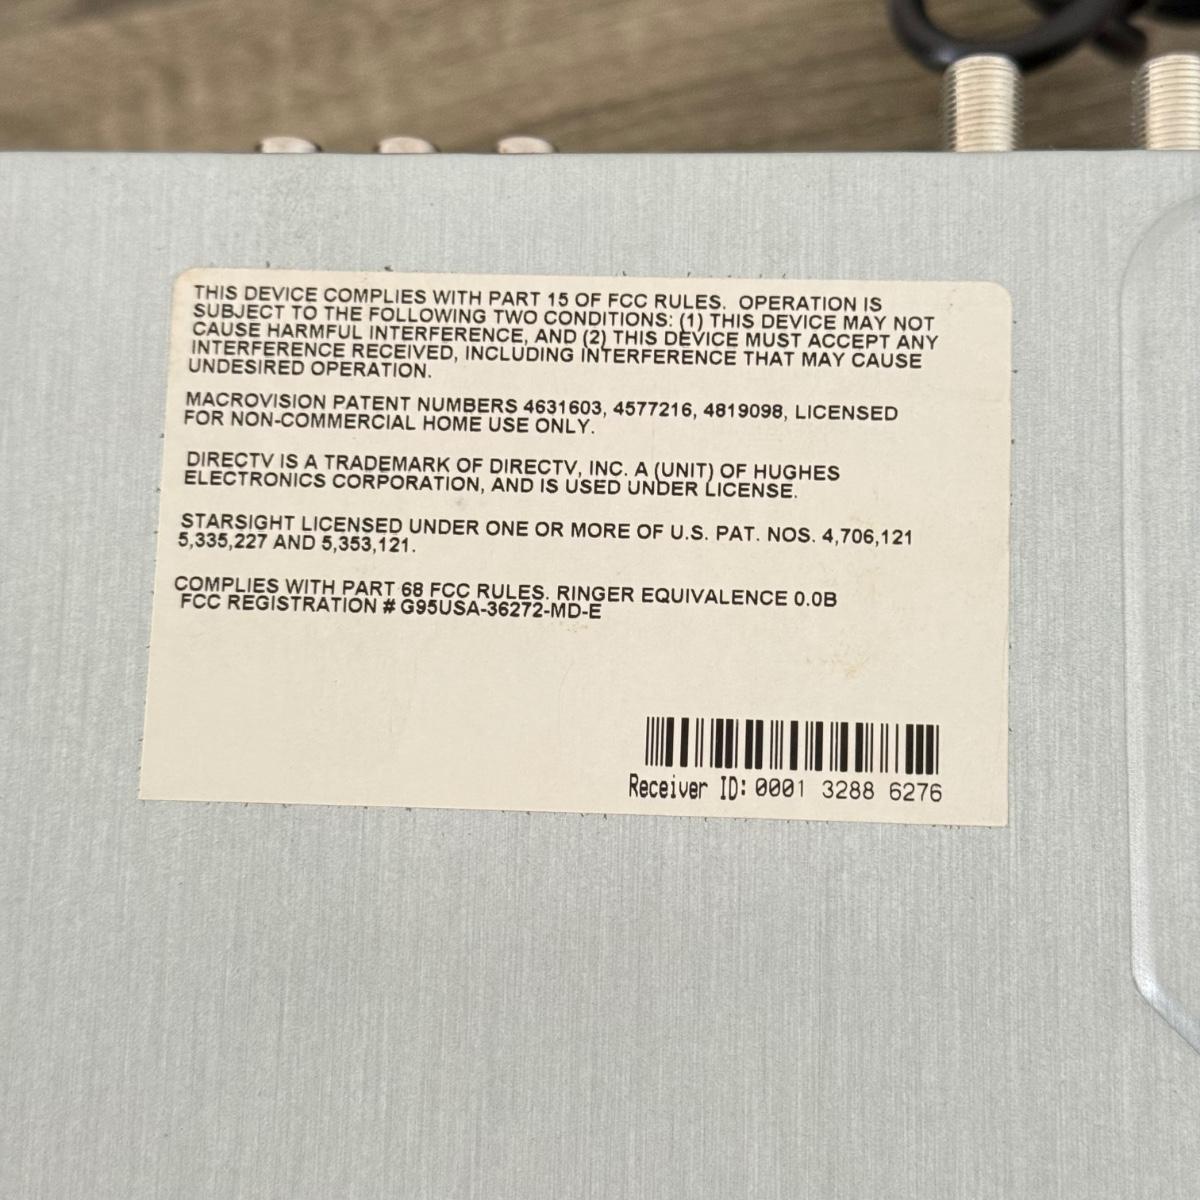 THIS DEVICE COMPLIES WITH PART 15 OF FCC RULES. OPERATION IS
SUBJECT TO THE FOLLOWING TWO CONDITIONS: (1) THIS DEVICE MAY NOT
CAUSE HARMFUL INTERFERENCE, AND (2) THIS DEVICE MUST ACCEPT ANY
INTERFERENCE RECEIVED, INCLUDING INTERFERENCE THAT MAY CAUSE
UNDESIRED OPERATION.
MACROVISION PATENT NUMBERS 4631603, 4577216, 4819098, LICENSED
FOR NON-COMMERCIAL HOME USE ONLY.
DIRECTV IS A TRADEMARK OF DIRECTV, INC. A (UNIT) OF HUGHES
ELECTRONICS CORPORATION, AND IS USED UNDER LICENSE.
STARSIGHT LICENSED UNDER ONE OR MORE OF U.S. PAT. NOS. 4,706,121
5,335,227 AND 5,353,121.
COMPLIES WITH PART 68 FCC RULES. RINGER EQUIVALENCE 0.0B
FCC REGISTRATION # G95USA-36272-MD-E
Receiver ID: 0001 3288 6276